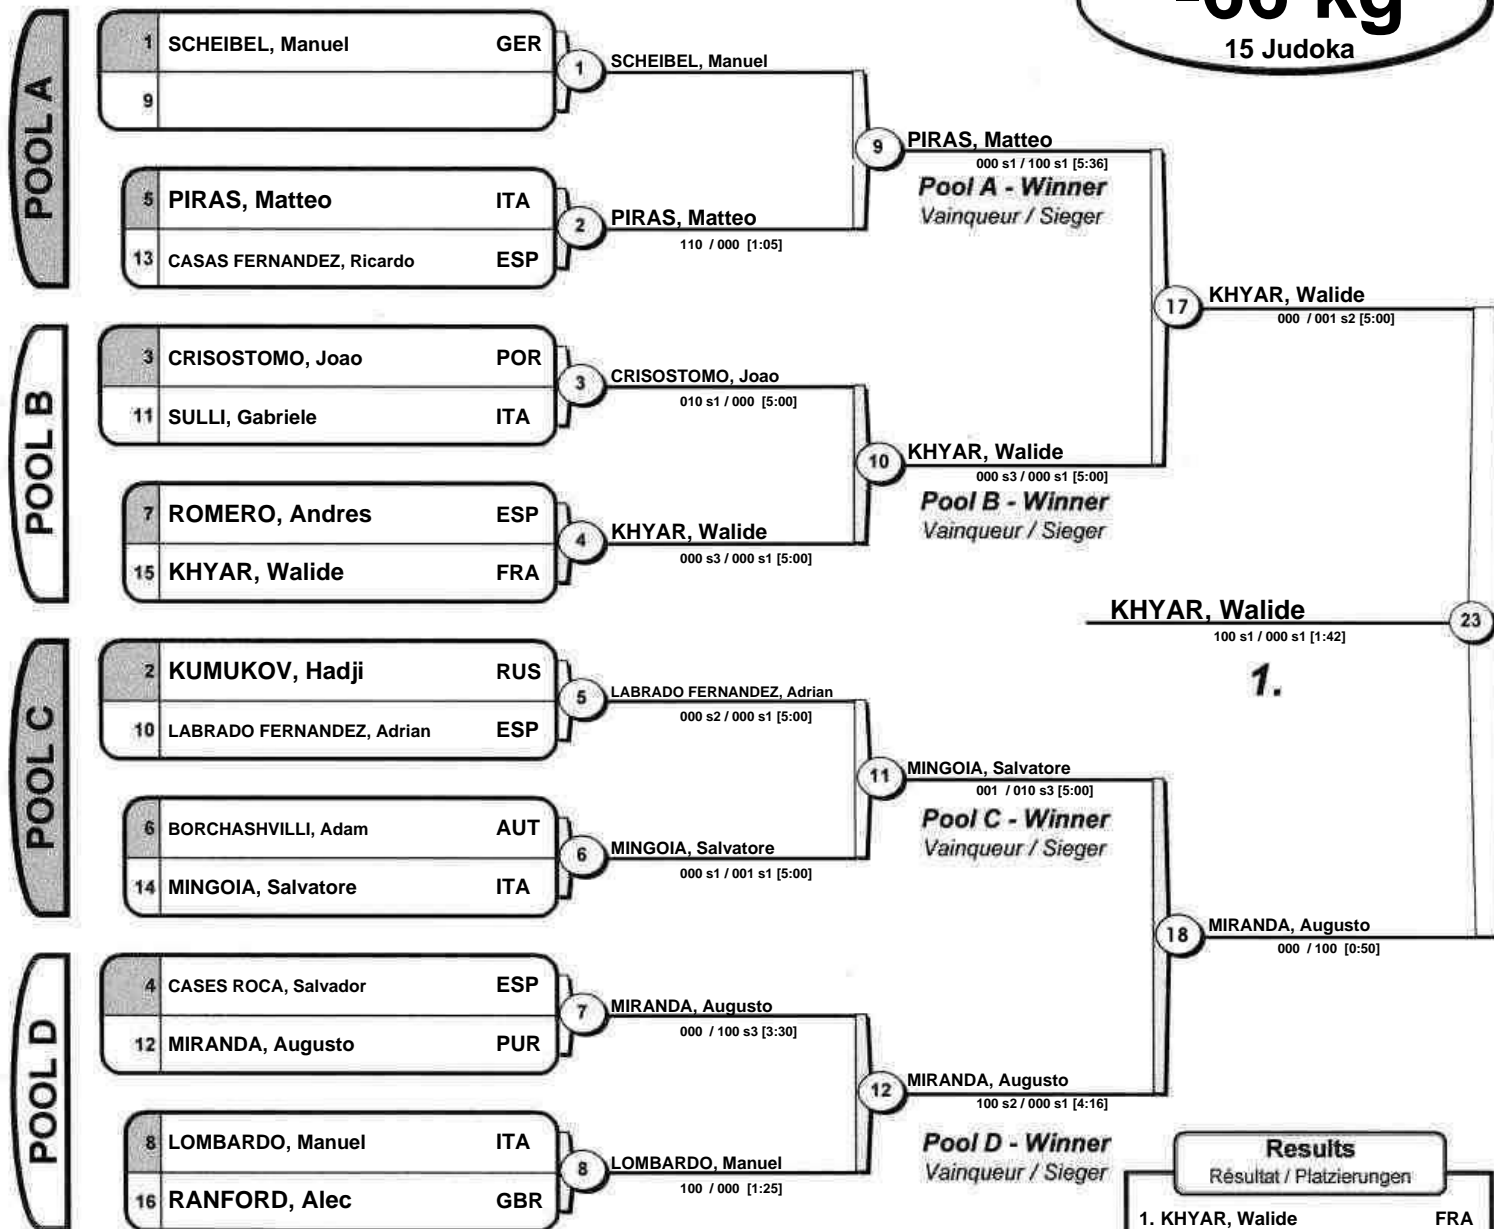 -60 kg
15 Judoka
POOL A
1 SCHEIBEL, Manuel GER
9
1 SCHEIBEL, Manuel
5 PIRAS, Matteo ITA
13 CASAS FERNANDEZ, Ricardo ESP
2 PIRAS, Matteo
110 / 000 [1:05]
9 PIRAS, Matteo
000 s1 / 100 s1 [5:36]
Pool A - Winner
Vainqueur / Sieger
POOL B
3 CRISOSTOMO, Joao POR
11 SULLI, Gabriele ITA
3 CRISOSTOMO, Joao
010 s1 / 000 [5:00]
7 ROMERO, Andres ESP
15 KHYAR, Walide FRA
4 KHYAR, Walide
000 s3 / 000 s1 [5:00]
10 KHYAR, Walide
000 s3 / 000 s1 [5:00]
Pool B - Winner
Vainqueur / Sieger
17 KHYAR, Walide
000 / 001 s2 [5:00]
KHYAR, Walide 23
100 s1 / 000 s1 [1:42]
1.
POOL C
2 KUMUKOV, Hadji RUS
10 LABRADO FERNANDEZ, Adrian ESP
5 LABRADO FERNANDEZ, Adrian
000 s2 / 000 s1 [5:00]
6 BORCHASHVILLI, Adam AUT
14 MINGOIA, Salvatore ITA
6 MINGOIA, Salvatore
000 s1 / 001 s1 [5:00]
11 MINGOIA, Salvatore
001 / 010 s3 [5:00]
Pool C - Winner
Vainqueur / Sieger
POOL D
4 CASES ROCA, Salvador ESP
12 MIRANDA, Augusto PUR
7 MIRANDA, Augusto
000 / 100 s3 [3:30]
8 LOMBARDO, Manuel ITA
16 RANFORD, Alec GBR
8 LOMBARDO, Manuel
100 / 000 [1:25]
12 MIRANDA, Augusto
100 s2 / 000 s1 [4:16]
Pool D - Winner
Vainqueur / Sieger
18 MIRANDA, Augusto
000 / 100 [0:50]
Results
Résultat / Platzierungen
1. KHYAR, Walide FRA